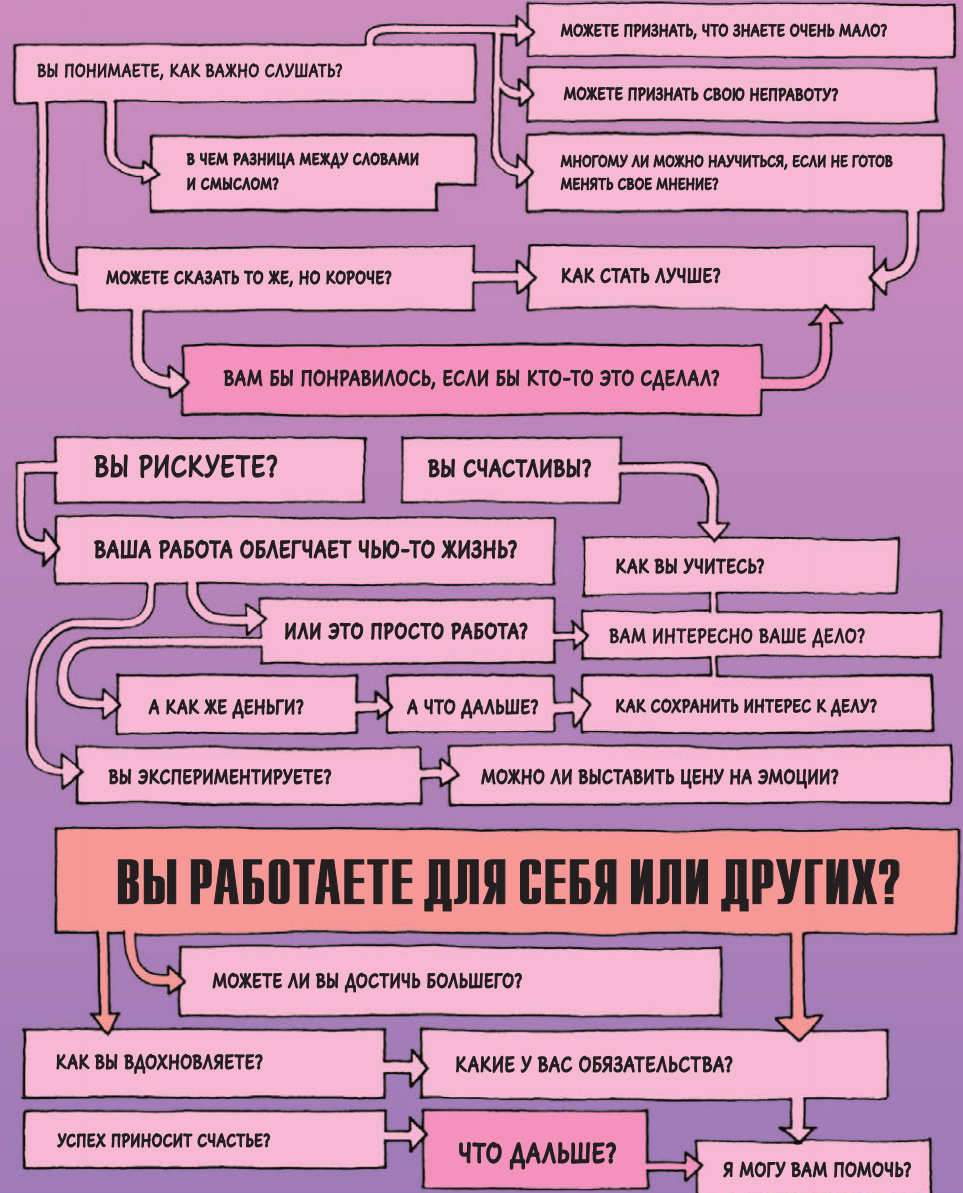 МОЖЕТЕ ПРИЗНАТЬ, ЧТО ЗНАЕТЕ ОЧЕНЬ МАЛО?
ВЫ ПОНИМАЕТЕ, КАК ВАЖНО СЛУШАТЬ?
МОЖЕТЕ ПРИЗНАТЬ СВОЮ НЕПРАВОТУ?
В ЧЕМ РАЗНИЦА МЕЖДУ СЛОВАМИ
И СМЫСЛОМ?
МНОГОМУ ЛИ МОЖНО НАУЧИТЬСЯ, ЕСЛИ НЕ ГОТОВ
МЕНЯТЬ СВОЕ МНЕНИЕ?
МОЖЕТЕ СКАЗАТЬ ТО ЖЕ, НО КОРОЧЕ?
КАК СТАТЬ ЛУЧШЕ?
ВАМ БЫ ПОНРАВИЛОСЬ, ЕСЛИ БЫ КТО-ТО ЭТО СДЕЛАЛ?
ВЫ РИСКУЕТЕ?
ВЫ СЧАСТЛИВЫ?
ВАША РАБОТА ОБЛЕГЧАЕТ ЧЬЮ-ТО ЖИЗНЬ?
КАК ВЫ УЧИТЕСЬ?
ИЛИ ЭТО ПРОСТО РАБОТА?
ВАМ ИНТЕРЕСНО ВАШЕ ДЕЛО?
А КАК ЖЕ ДЕНЬГИ?
А ЧТО ДАЛЬШЕ?
КАК СОХРАНИТЬ ИНТЕРЕС К ДЕЛУ?
ВЫ ЭКСПЕРИМЕНТИРУЕТЕ?
МОЖНО ЛИ ВЫСТАВИТЬ ЦЕНУ НА ЭМОЦИИ?
ВЫ РАБОТАЕТЕ ДЛЯ СЕБЯ ИЛИ ДРУГИХ?
МОЖЕТЕ ЛИ ВЫ ДОСТИЧЬ БОЛЬШЕГО?
КАК ВЫ ВДОХНОВЛЯЕТЕ?
КАКИЕ У ВАС ОБЯЗАТЕЛЬСТВА?
УСПЕХ ПРИНОСИТ СЧАСТЬЕ?
ЧТО ДАЛЬШЕ?
Я МОГУ ВАМ ПОМОЧЬ?